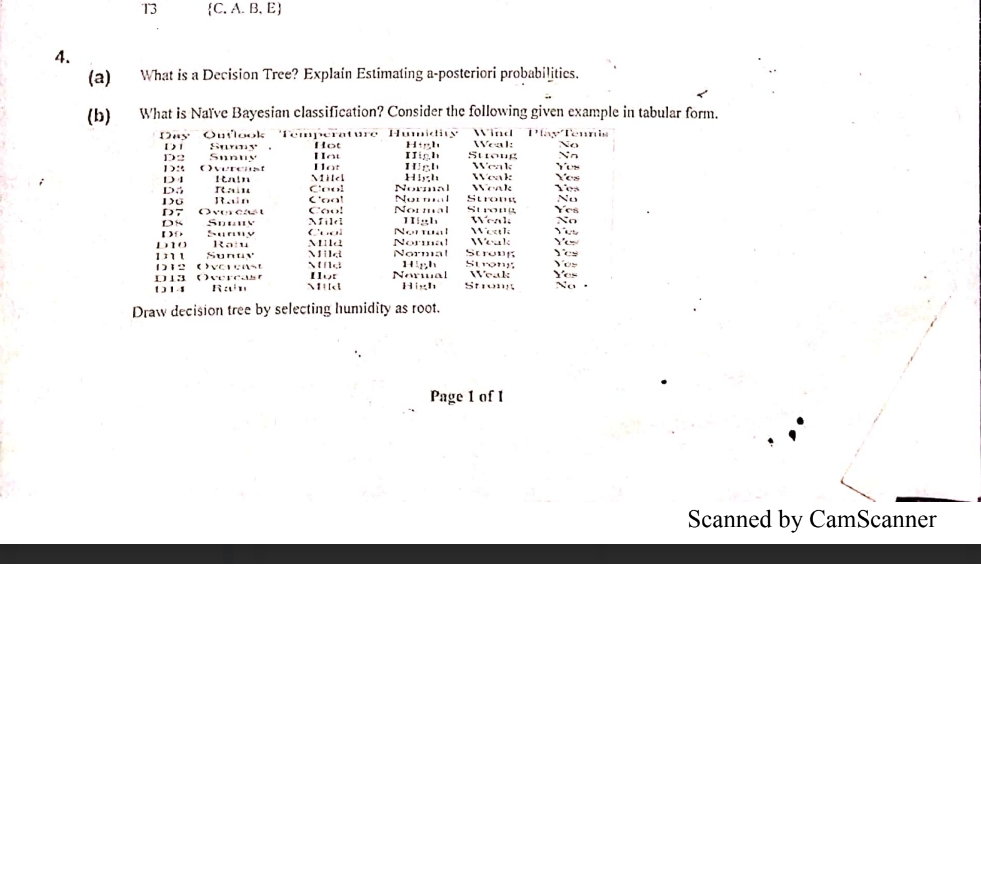 T3 {C, A, B, E}
4.
(a) What is a Decision Tree? Explain Estimating a-posteriori probabilities.
(b) What is Naïve Bayesian classification? Consider the following given example in tabular form.
Day Outlook Temperature Humidity Wind PlayTennis
D1 Sunny Hot High Weak No
D2 Sunny Hot High Strong No
D3 Overcast Hot High Weak Yes
D4 Rain Mild High Weak Yes
D5 Rain Cool Normal Weak Yes
D6 Rain Cool Normal Strong No
D7 Overcast Cool Normal Strong Yes
D8 Sunny Mild High Weak No
D9 Sunny Cool Normal Weak Yes
D10 Rain Mild Normal Weak Yes
D11 Sunny Mild Normal Strong Yes
D12 Overcast Mild High Strong Yes
D13 Overcast Hot Normal Weak Yes
D14 Rain Mild High Strong No
Draw decision tree by selecting humidity as root.
Page 1 of 1
Scanned by CamScanner